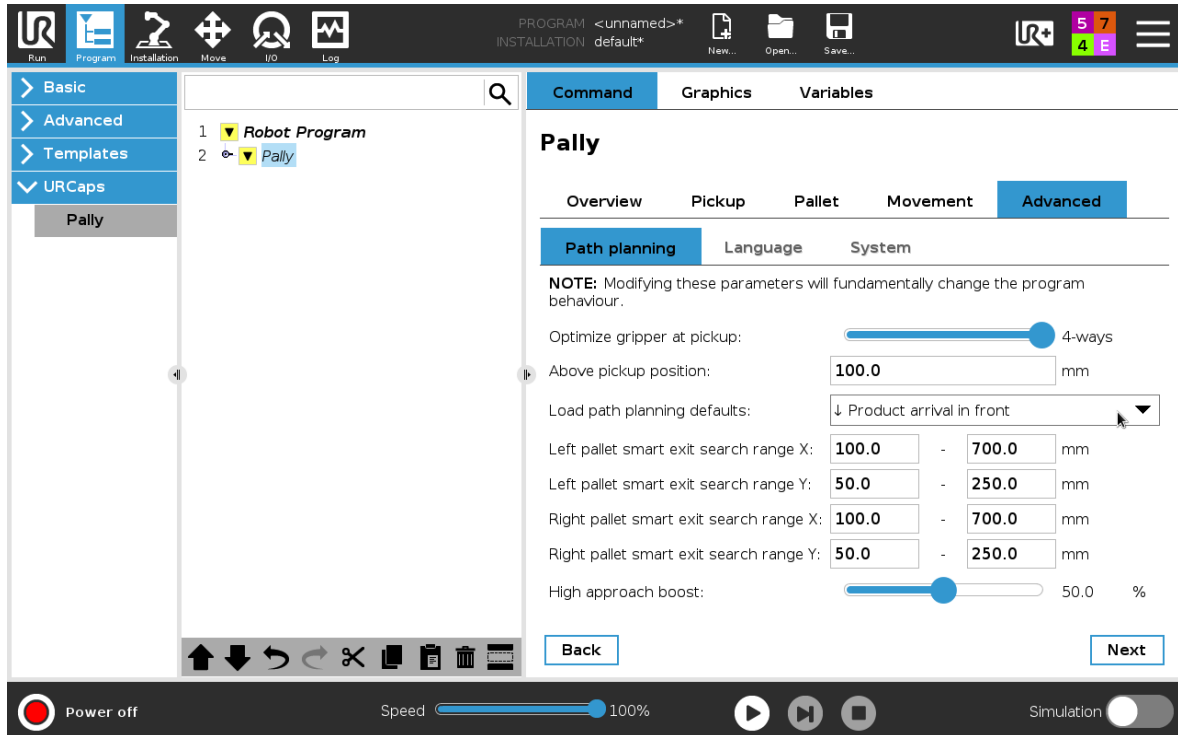 PROGRAM <unnamed>*
INSTALLATION default*
Run Program Installation Move I/O Log New... Open... Save...
UR+
5 7
4 E
Basic
Advanced
Templates
URCaps
Pally
1 Robot Program
2 Pally
Command Graphics Variables
Pally
Overview Pickup Pallet Movement Advanced
Path planning Language System
NOTE: Modifying these parameters will fundamentally change the program
behaviour.
Optimize gripper at pickup: 4-ways
Above pickup position: 100.0 mm
Load path planning defaults: ↓ Product arrival in front
Left pallet smart exit search range X: 100.0 - 700.0 mm
Left pallet smart exit search range Y: 50.0 - 250.0 mm
Right pallet smart exit search range X: 100.0 - 700.0 mm
Right pallet smart exit search range Y: 50.0 - 250.0 mm
High approach boost: 50.0 %
Back Next
Power off Speed 100% Simulation